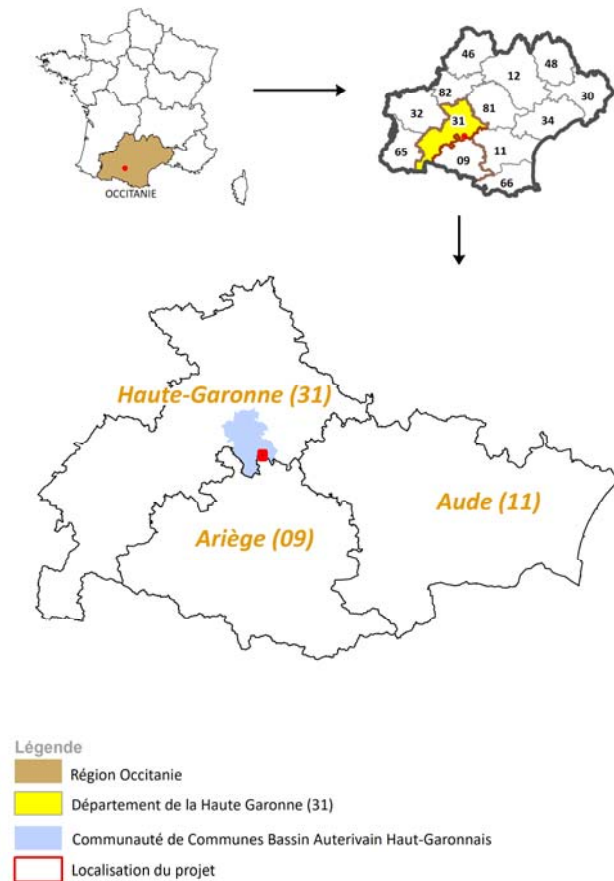 OCCITANIE
46
48
12
82
30
32
81
31
34
65
11
09
66
Haute-Garonne (31)
Aude (11)
Ariège (09)
Légende
Région Occitanie
Département de la Haute Garonne (31)
Communauté de Communes Bassin Auterivain Haut-Garonnais
Localisation du projet